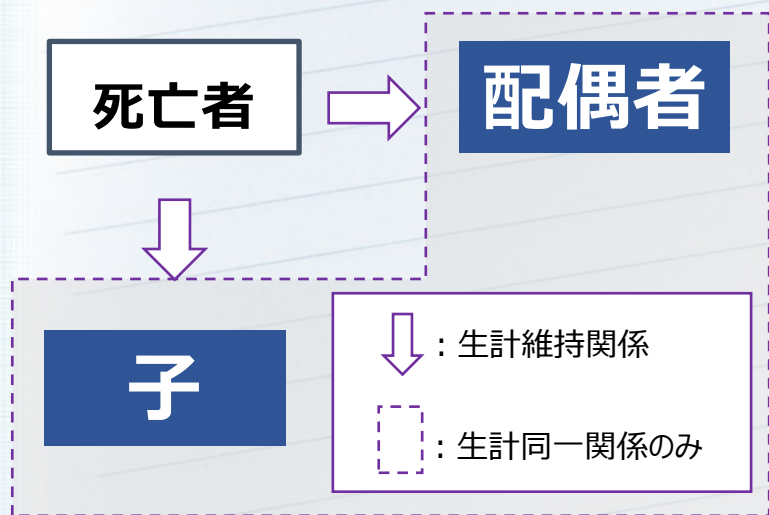 死亡者
配偶者
子
：生計維持関係
：生計同一関係のみ